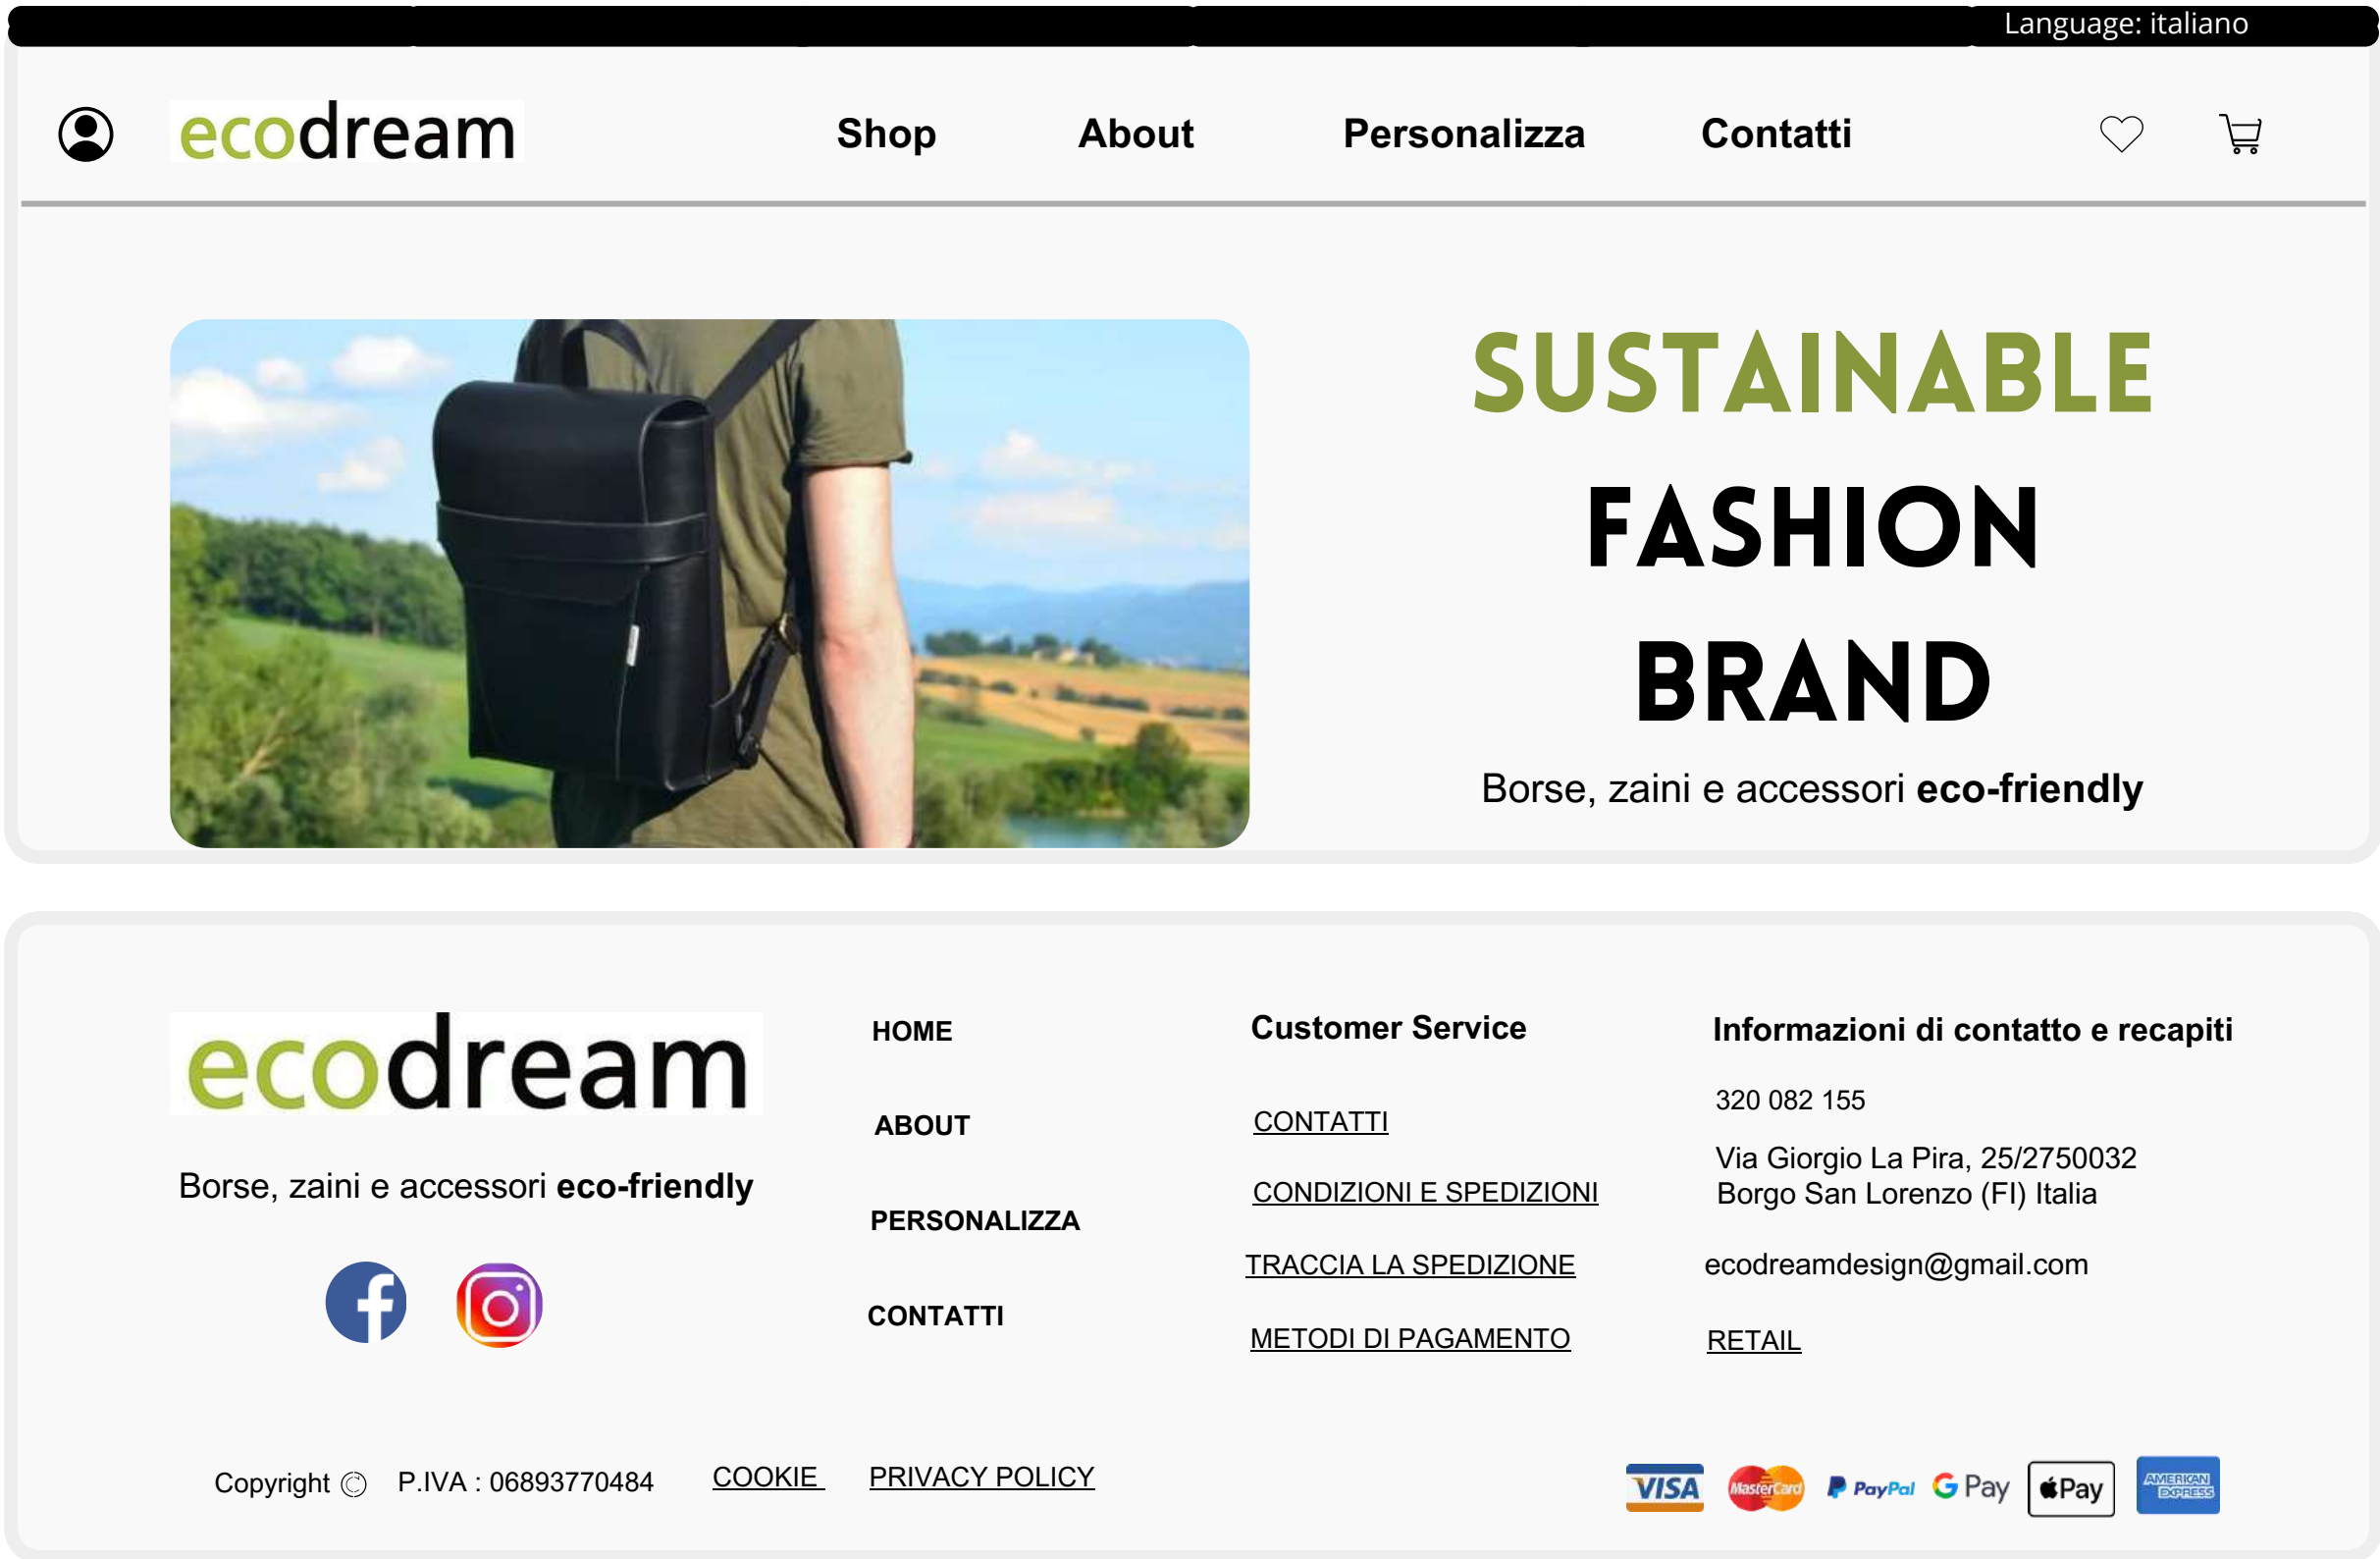 Language: italiano
ecodream
Shop About Personalizza Contatti
SUSTAINABLE
FASHION
BRAND
Borse, zaini e accessori eco-friendly
ecodream
Borse, zaini e accessori eco-friendly
HOME
ABOUT
PERSONALIZZA
CONTATTI
Customer Service
CONTATTI
CONDIZIONI E SPEDIZIONI
TRACCIA LA SPEDIZIONE
METODI DI PAGAMENTO
Informazioni di contatto e recapiti
320 082 155
Via Giorgio La Pira, 25/2750032
Borgo San Lorenzo (FI) Italia
ecodreamdesign@gmail.com
RETAIL
Copyright © P.IVA : 06893770484 COOKIE PRIVACY POLICY
VISA MasterCard PayPal G Pay Pay AMERICAN EXPRESS